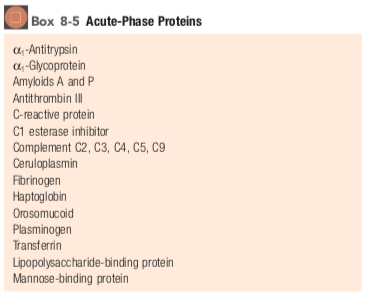 Box 8-5 Acute-Phase Proteins
α₁-Antitrypsin
α₁-Glycoprotein
Amyloids A and P
Antithrombin III
C-reactive protein
C1 esterase inhibitor
Complement C2, C3, C4, C5, C9
Ceruloplasmin
Fibrinogen
Haptoglobin
Orosomucoid
Plasminogen
Transferrin
Lipopolysaccharide-binding protein
Mannose-binding protein